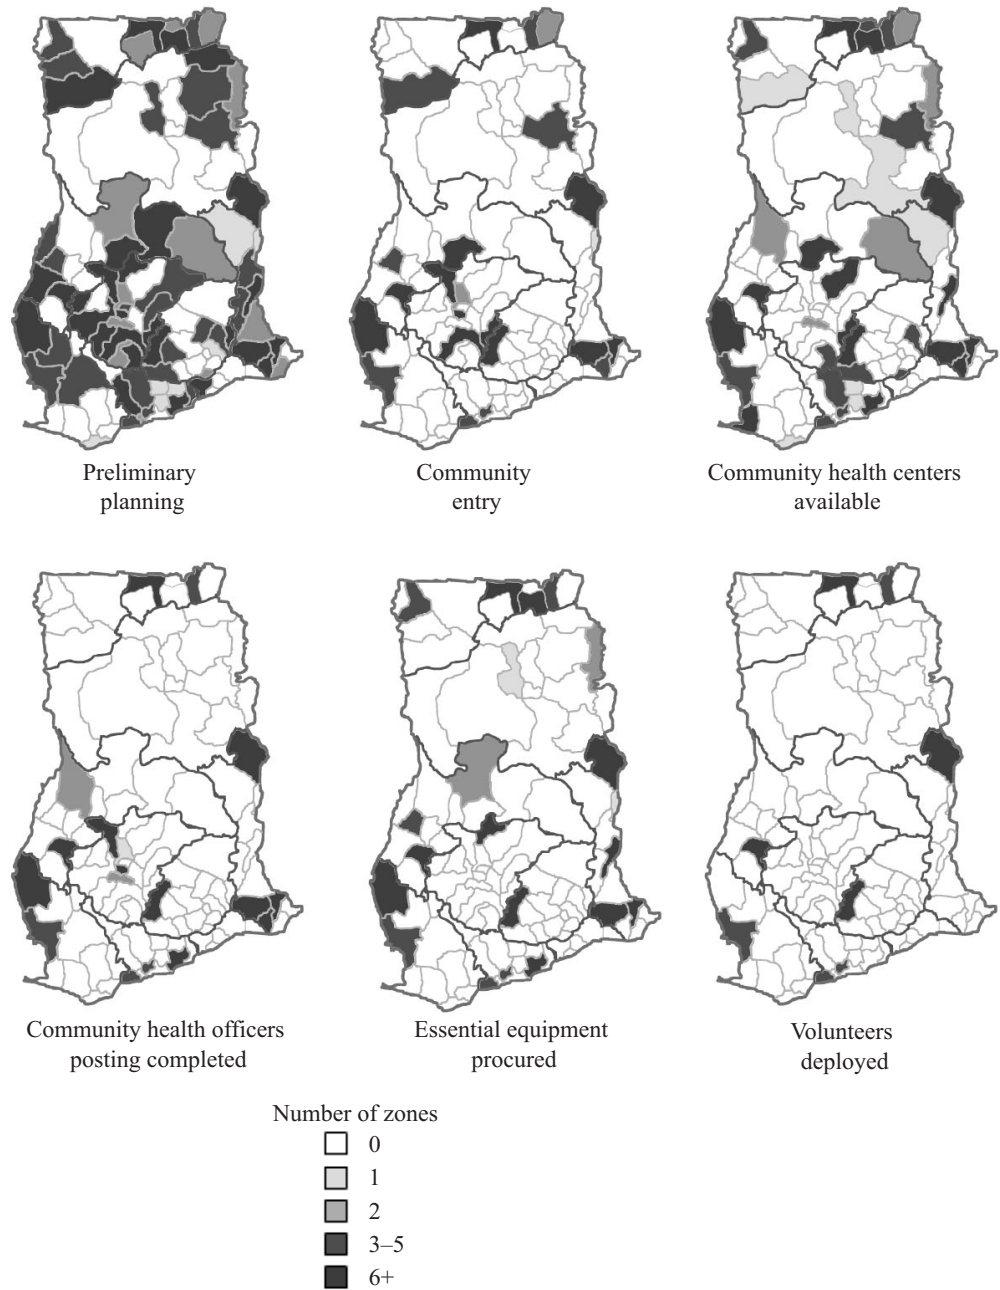 Preliminary
planning
Community
entry
Community health centers
available
Community health officers
posting completed
Essential equipment
procured
Volunteers
deployed
Number of zones
0
1
2
3–5
6+